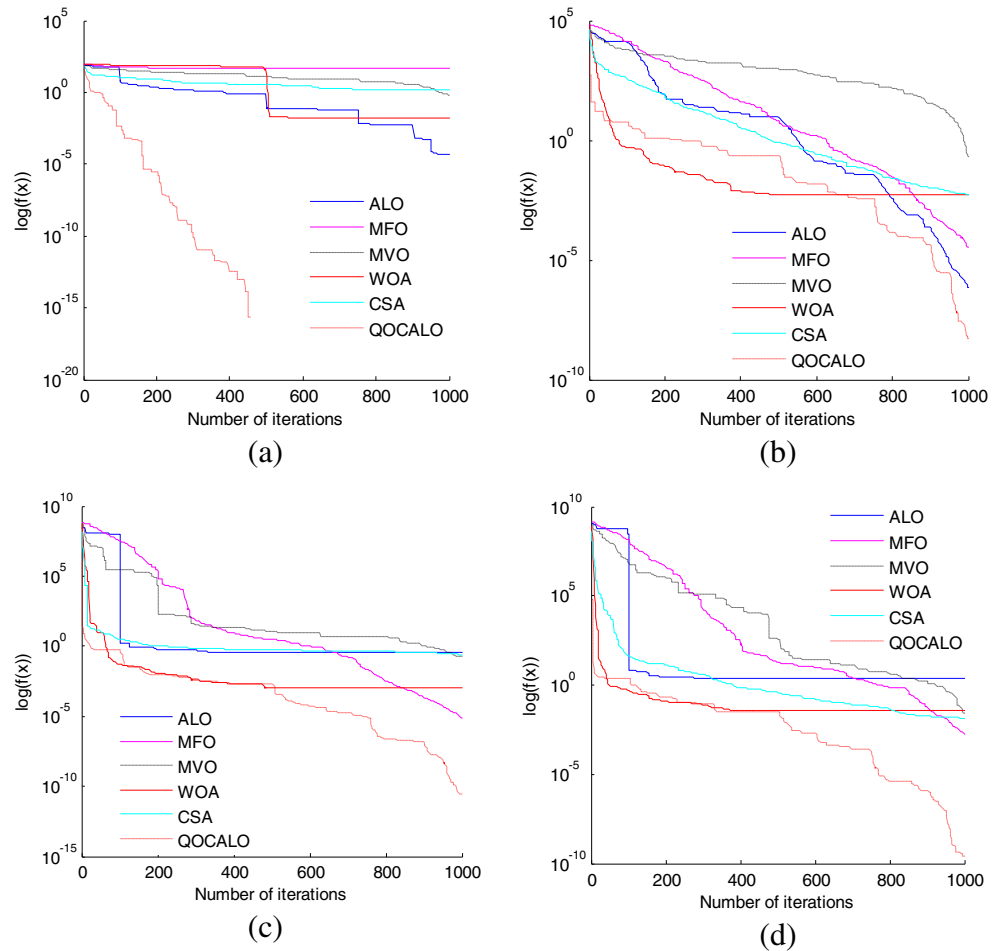 10^5
10^0
10^-5
10^-10
10^-15
10^-20
log(f(x))
ALO
MFO
MVO
WOA
CSA
QOCALO
0 200 400 600 800 1000
Number of iterations
(a)
10^5
10^0
10^-5
10^-10
log(f(x))
ALO
MFO
MVO
WOA
CSA
QOCALO
0 200 400 600 800 1000
Number of iterations
(b)
10^10
10^5
10^0
10^-5
10^-10
10^-15
log(f(x))
ALO
MFO
MVO
WOA
CSA
QOCALO
0 200 400 600 800 1000
Number of iterations
(c)
10^10
10^5
10^0
10^-5
10^-10
log(f(x))
ALO
MFO
MVO
WOA
CSA
QOCALO
0 200 400 600 800 1000
Number of iterations
(d)